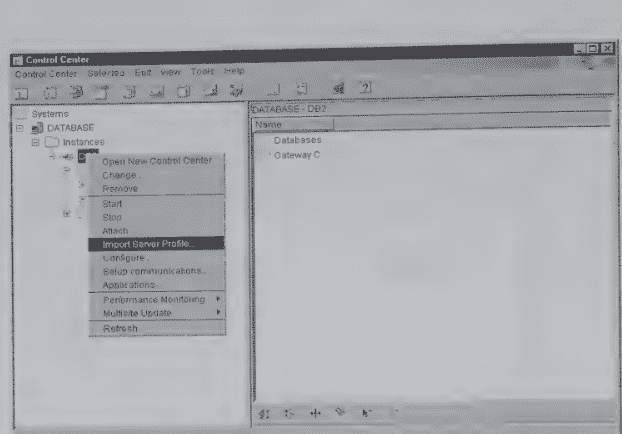 Control Center
Control Center Selected Edit View Tools Help
Systems
DATABASE
Instances
Open New Control Center
Change...
Remove
Start
Stop
Attach
Import Server Profile...
Configure...
Setup communications...
Applications...
Performance Monitoring
Multisite Update
Refresh
DATABASE - DB2
Name
Databases
Gateway C